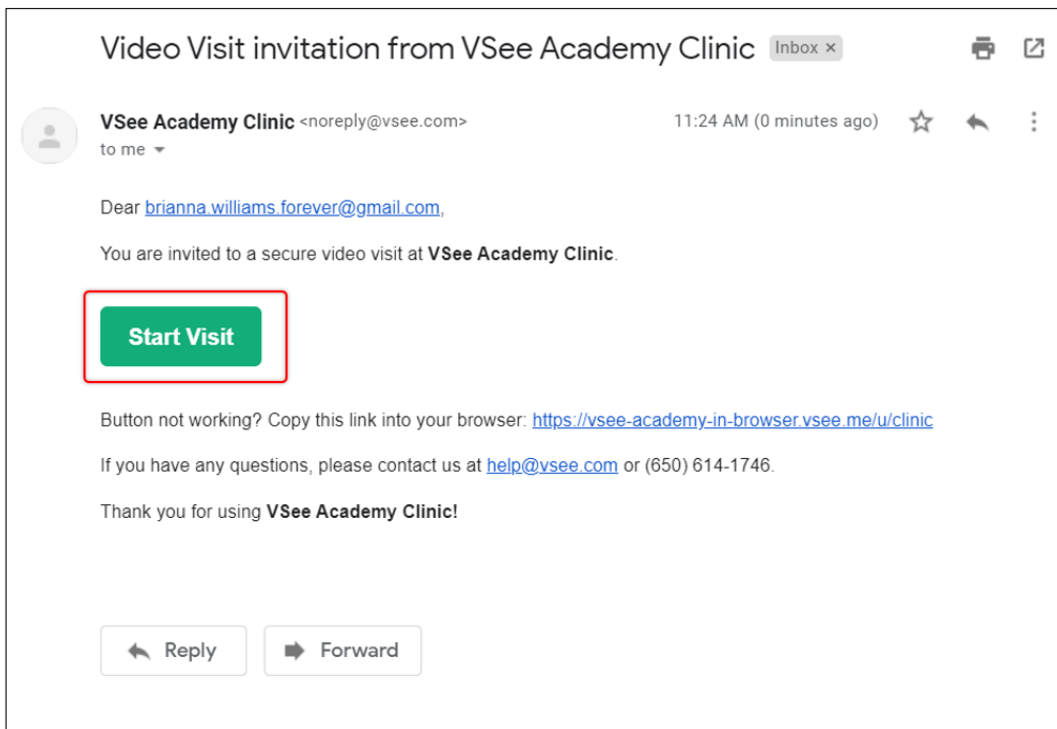 Video Visit invitation from VSee Academy Clinic Inbox ×
VSee Academy Clinic <noreply@vsee.com> 11:24 AM (0 minutes ago)
to me
Dear brianna.williams.forever@gmail.com,
You are invited to a secure video visit at VSee Academy Clinic.
Start Visit
Button not working? Copy this link into your browser: https://vsee-academy-in-browser.vsee.me/u/clinic
If you have any questions, please contact us at help@vsee.com or (650) 614-1746.
Thank you for using VSee Academy Clinic!
Reply Forward